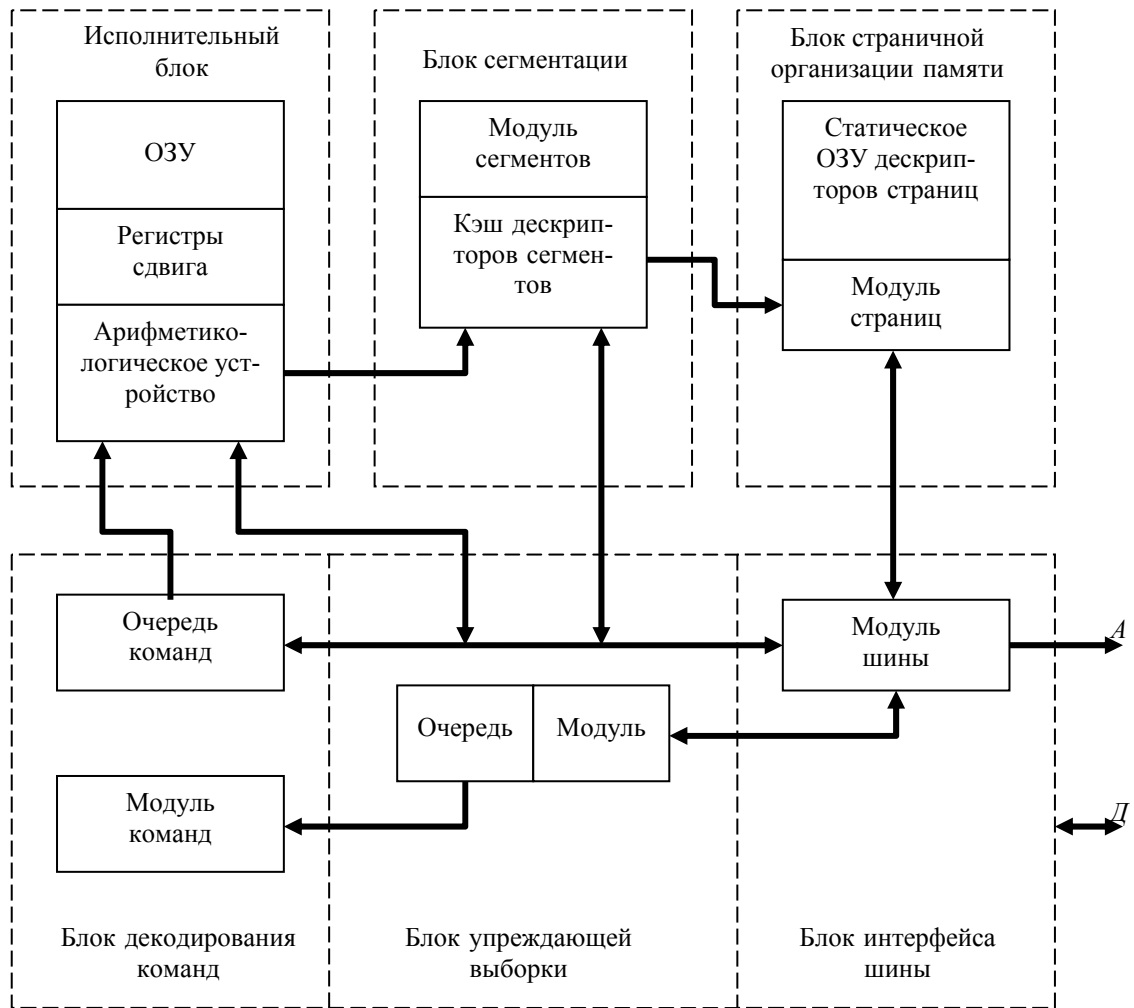 Исполнительный
блок
ОЗУ
Регистры
сдвига
Арифметико-
логическое уст-
ройство
Блок сегментации
Модуль
сегментов
Кэш дескрип-
торов сегмен-
тов
Блок страничной
организации памяти
Статическое
ОЗУ дескрип-
торов страниц
Модуль
страниц
Очередь
команд
Модуль
команд
Блок декодирования
команд
Очередь
Модуль
Блок упреждающей
выборки
Модуль
шины
Блок интерфейса
шины
А
Д